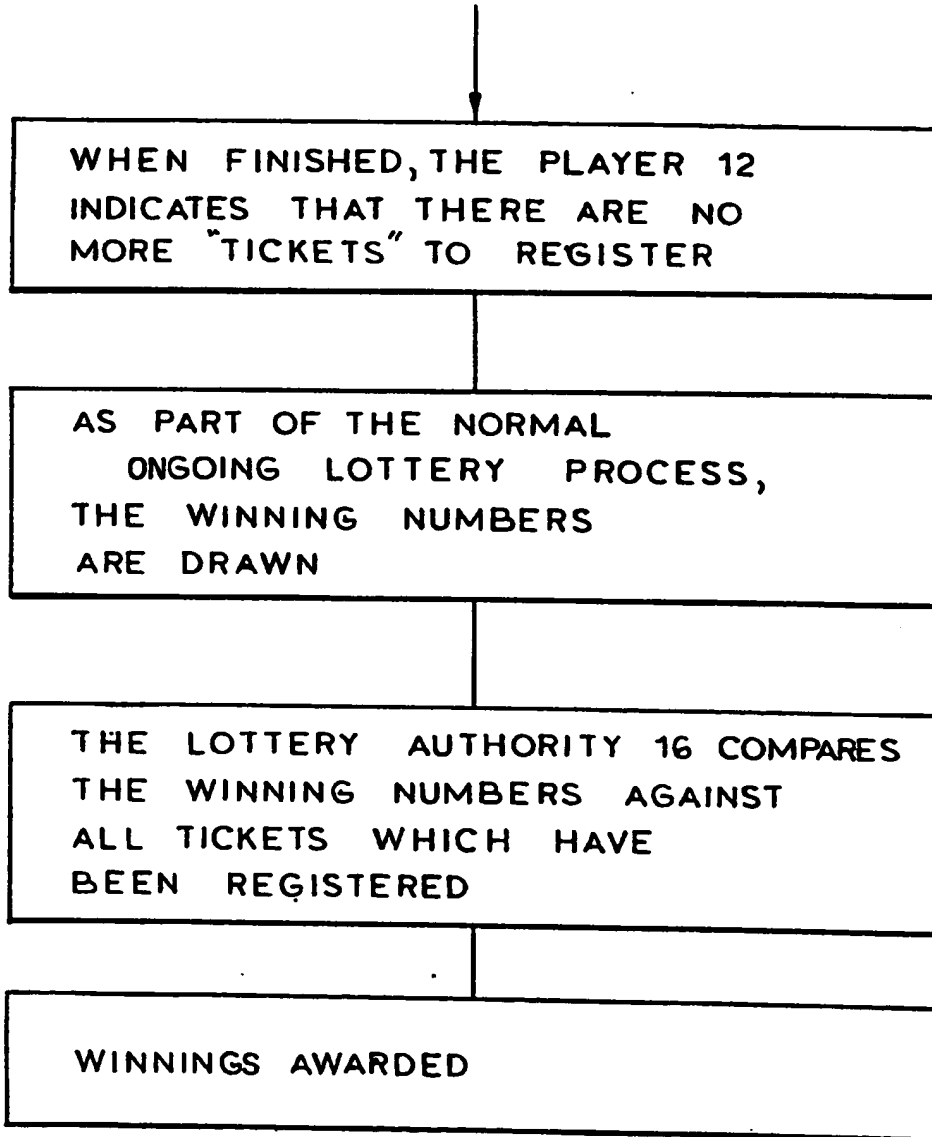 WHEN FINISHED, THE PLAYER 12
INDICATES THAT THERE ARE NO
MORE "TICKETS" TO REGISTER
AS PART OF THE NORMAL
ONGOING LOTTERY PROCESS,
THE WINNING NUMBERS
ARE DRAWN
THE LOTTERY AUTHORITY 16 COMPARES
THE WINNING NUMBERS AGAINST
ALL TICKETS WHICH HAVE
BEEN REGISTERED
WINNINGS AWARDED